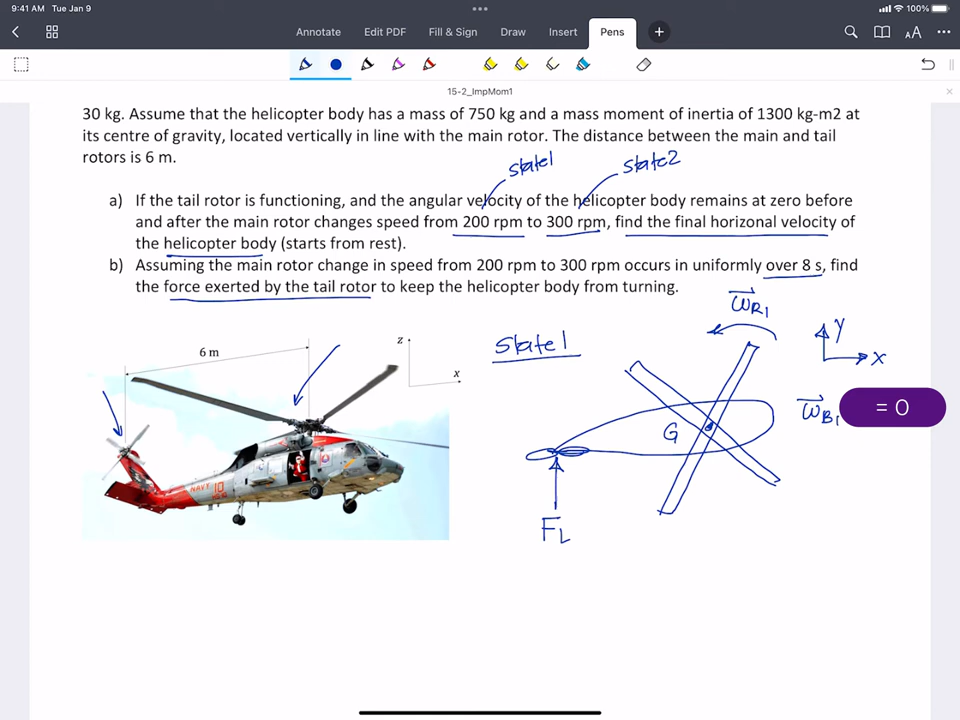 9:41 AM Tue Jan 9
100%
Annotate Edit PDF Fill & Sign Draw Insert Pens
AA
15-2_ImpMom1
30 kg. Assume that the helicopter body has a mass of 750 kg and a mass moment of inertia of 1300 kg-m2 at
its centre of gravity, located vertically in line with the main rotor. The distance between the main and tail
rotors is 6 m.
state1 state2
a) If the tail rotor is functioning, and the angular velocity of the helicopter body remains at zero before
and after the main rotor changes speed from 200 rpm to 300 rpm, find the final horizonal velocity of
the helicopter body (starts from rest).
b) Assuming the main rotor change in speed from 200 rpm to 300 rpm occurs in uniformly over 8 s, find
the force exerted by the tail rotor to keep the helicopter body from turning.
ωR1
state1
y
x
6 m
z
x
ωB1 = 0
G
NAVY 10
FL